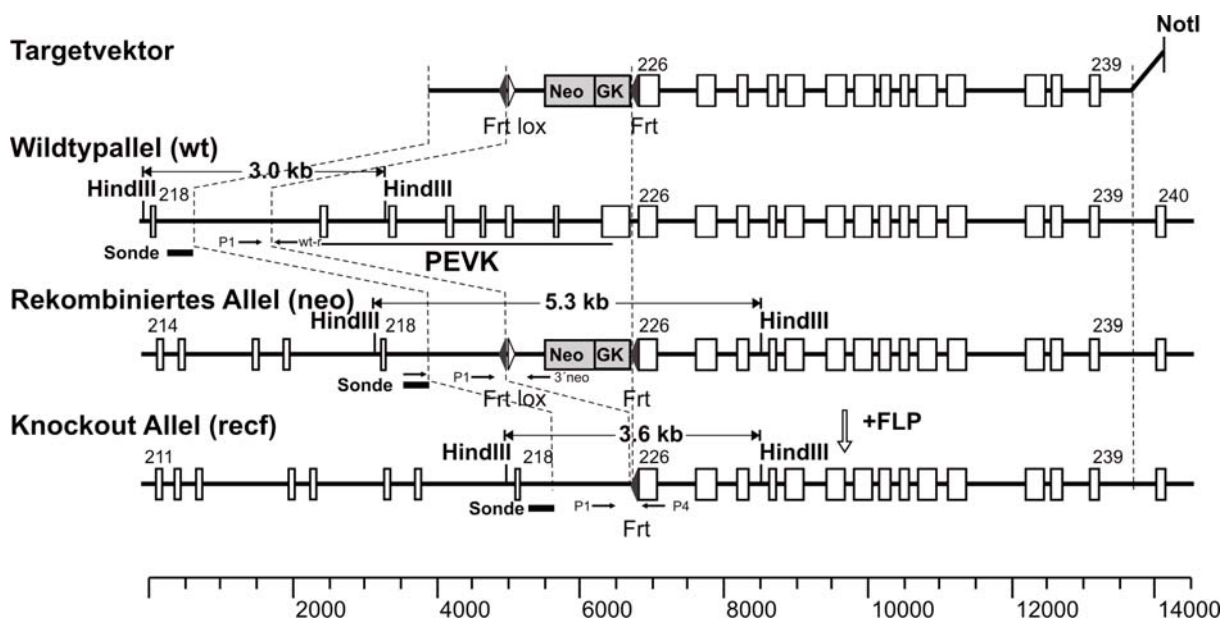 NotI
Targetvektor
226 239
Neo GK
Frt lox Frt
Wildtypallel (wt)
3.0 kb
HindIII 218 HindIII 226 239 240
Sonde P1 wt-r
PEVK
Rekombiniertes Allel (neo) 5.3 kb
214 HindIII 218 226 HindIII 239
Neo GK
Sonde P1 3´neo
Frt lox Frt
Knockout Allel (recf) 3.6 kb +FLP
211 HindIII 218 226 HindIII 239
Sonde P1 P4
Frt
2000 4000 6000 8000 10000 12000 14000